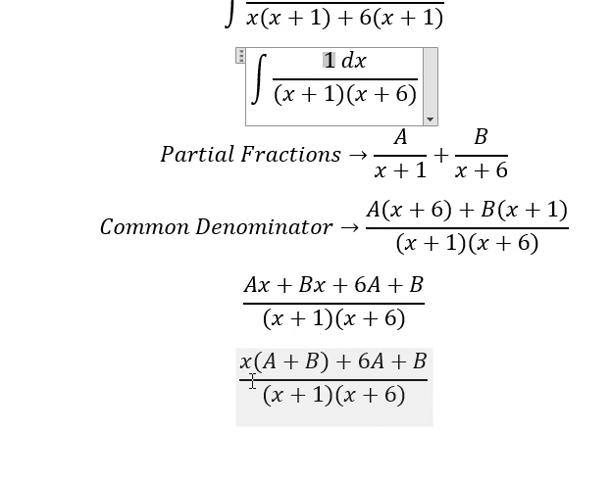 ∫ x(x + 1) + 6(x + 1)
∫ 1 dx / (x + 1)(x + 6)
Partial Fractions → A / x + 1 + B / x + 6
Common Denominator → A(x + 6) + B(x + 1) / (x + 1)(x + 6)
Ax + Bx + 6A + B / (x + 1)(x + 6)
x(A + B) + 6A + B / (x + 1)(x + 6)